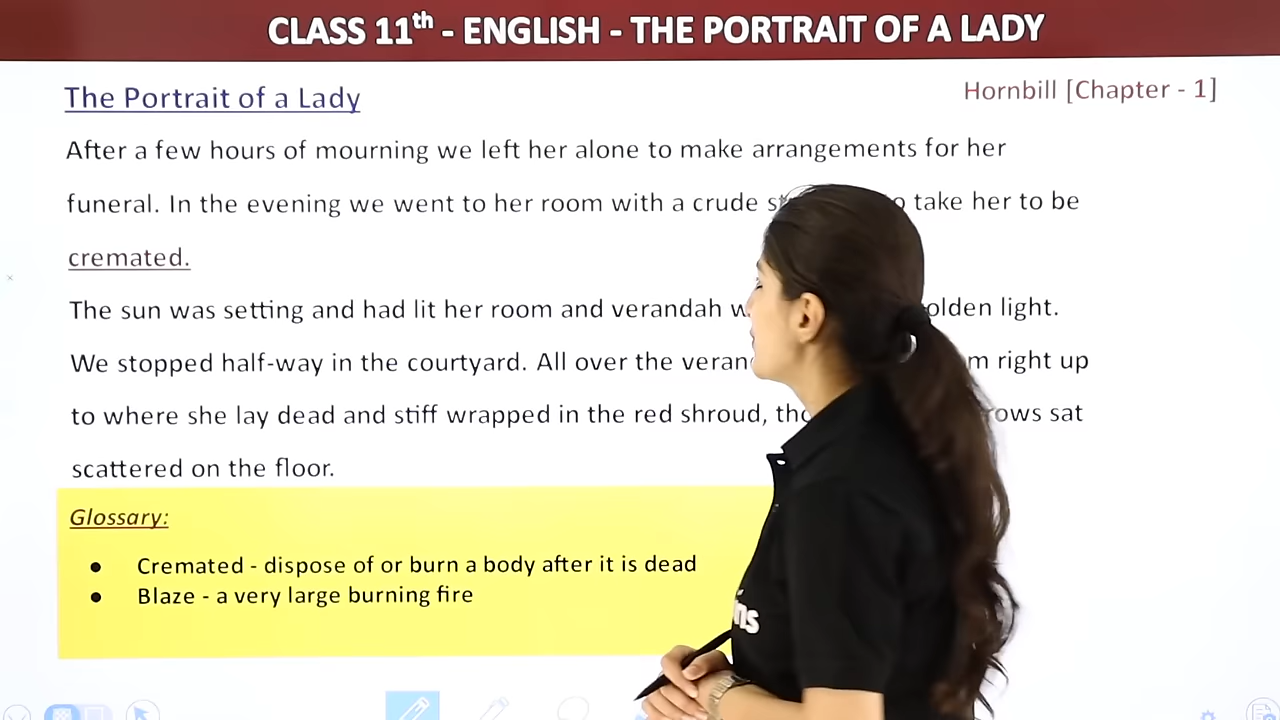 CLASS 11th - ENGLISH - THE PORTRAIT OF A LADY
The Portrait of a Lady
Hornbill [Chapter - 1]
After a few hours of mourning we left her alone to make arrangements for her
funeral. In the evening we went to her room with a crude take her to be
cremated.
The sun was setting and had lit her room and verandah light.
We stopped half-way in the courtyard. All over the right up
to where she lay dead and stiff wrapped in the red shroud, sat
scattered on the floor.
Glossary:
● Cremated - dispose of or burn a body after it is dead
● Blaze - a very large burning fire